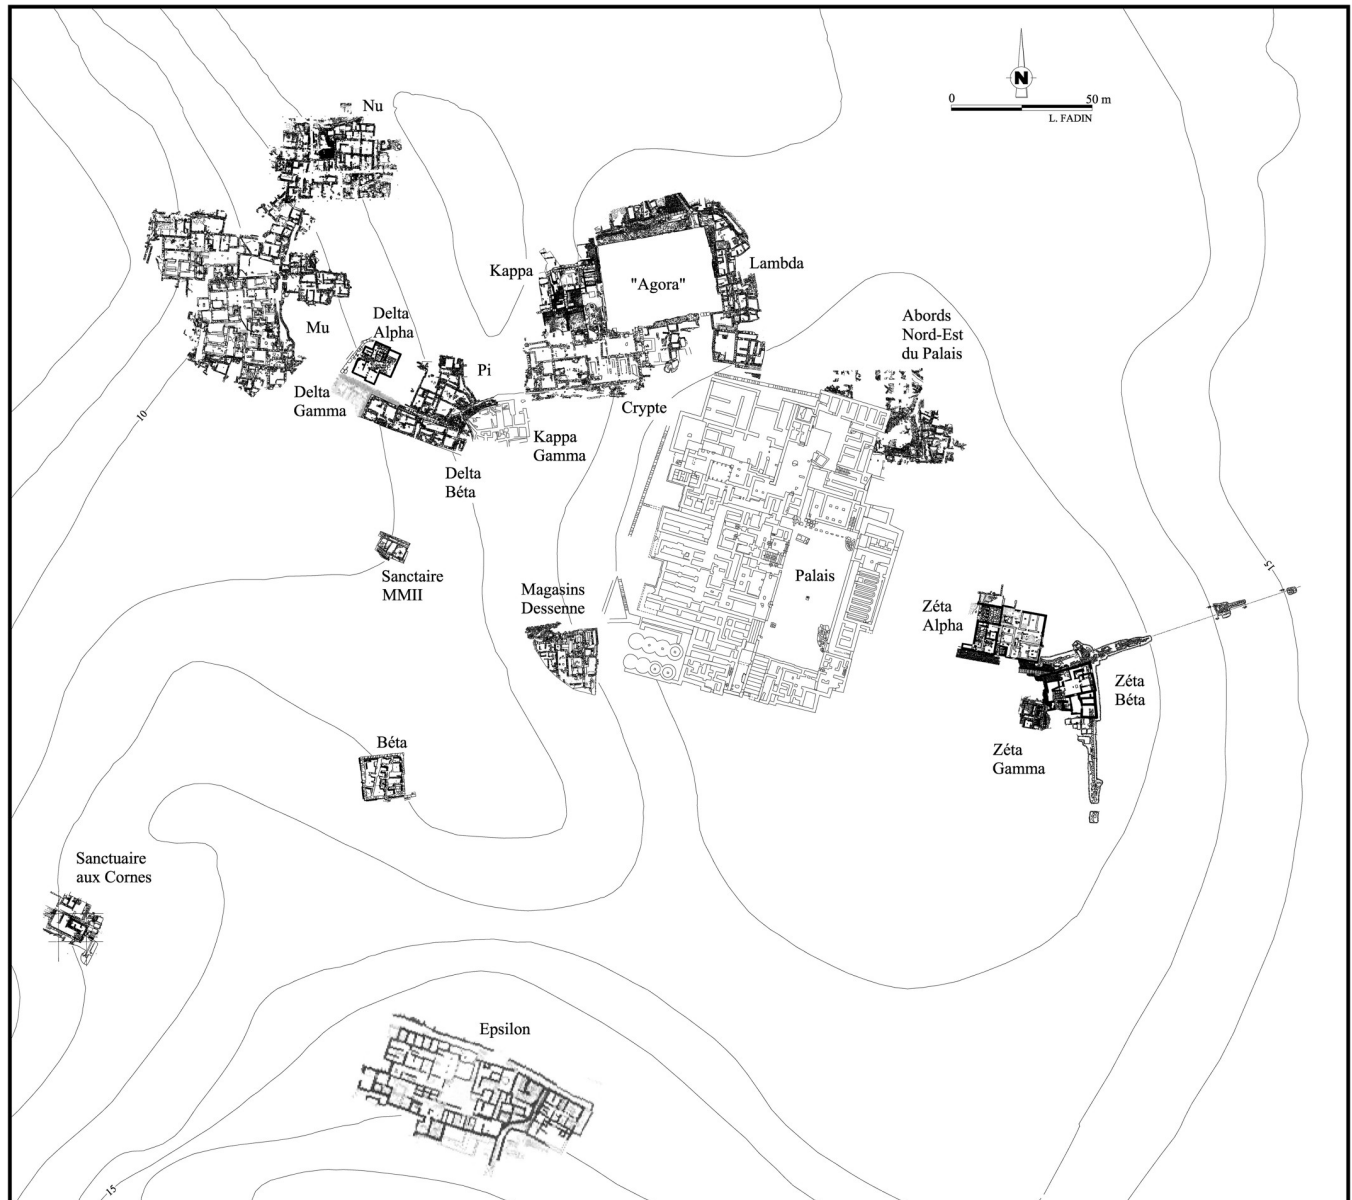 Nu
N
0
50 m
L. FADIN
Kappa
"Agora"
Lambda
Mu
Delta
Alpha
Abords
Nord-Est
du Palais
Pi
Delta
Gamma
Crypte
10
Kappa
Gamma
Delta
Béta
Sanctaire
MMII
Magasins
Dessenne
Palais
15
Zéta
Alpha
Zéta
Béta
Béta
Zéta
Gamma
Sanctuaire
aux Cornes
Epsilon
15